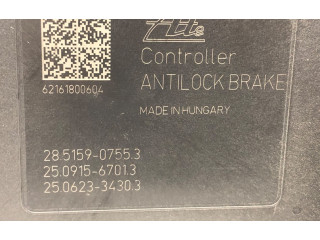 Ate
Controller
ANTILOCK BRAKE
62161800604
MADE IN HUNGARY
28.5159-0755.3
25.0915-6701.3
25.0623-3430.3